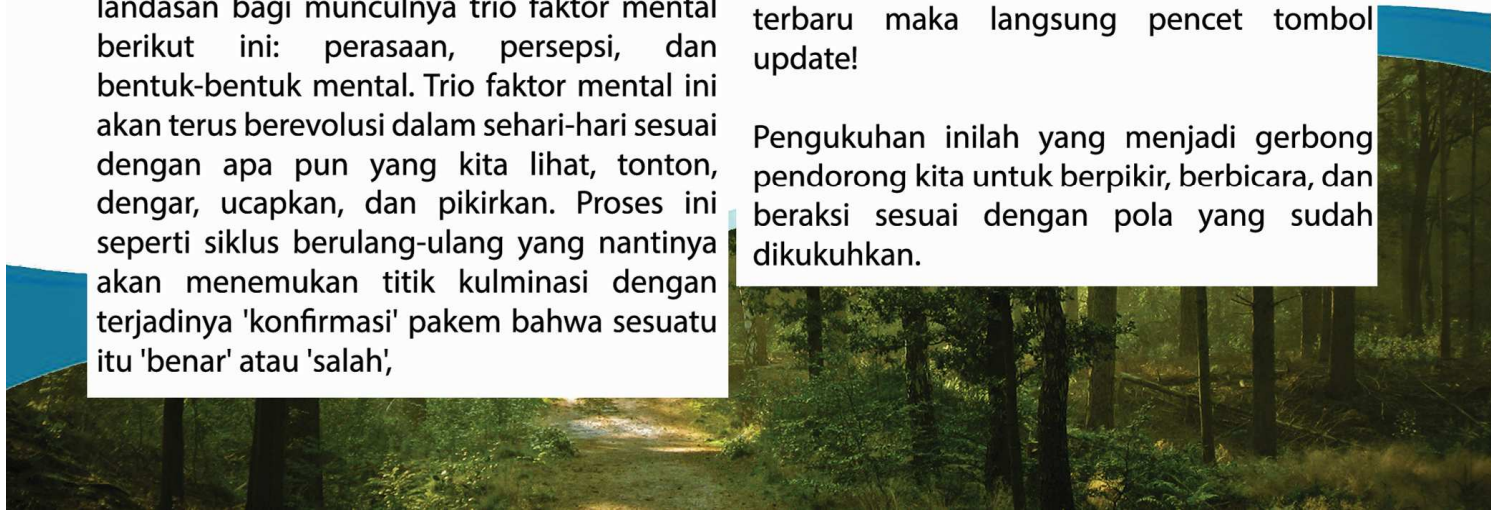 landasan bagi munculnya trio faktor mental
berikut ini: perasaan, persepsi, dan
bentuk-bentuk mental. Trio faktor mental ini
akan terus berevolusi dalam sehari-hari sesuai
dengan apa pun yang kita lihat, tonton,
dengar, ucapkan, dan pikirkan. Proses ini
seperti siklus berulang-ulang yang nantinya
akan menemukan titik kulminasi dengan
terjadinya 'konfirmasi' pakem bahwa sesuatu
itu 'benar' atau 'salah',
terbaru maka langsung pencet tombol
update!
Pengukuhan inilah yang menjadi gerbong
pendorong kita untuk berpikir, berbicara, dan
beraksi sesuai dengan pola yang sudah
dikukuhkan.